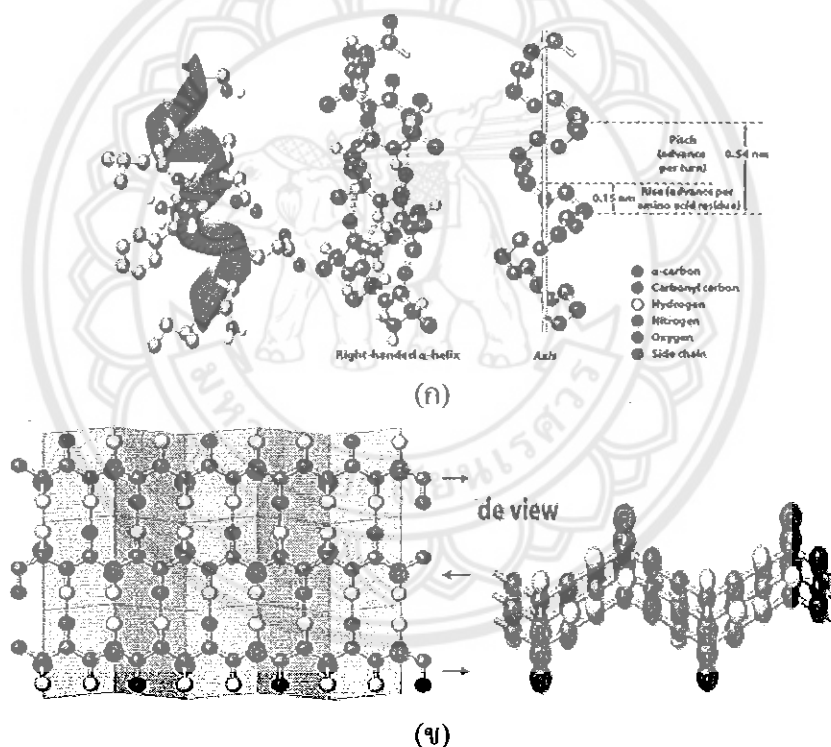 Pitch
(advance
per turn)
0.54 nm
0.15 nm
Rise (advance per
amino acid residue)
α-carbon
Carbonyl carbon
Hydrogen
Nitrogen
Oxygen
Side chain
Right-handed α-helix
Axis
(ก)
de view
(ข)